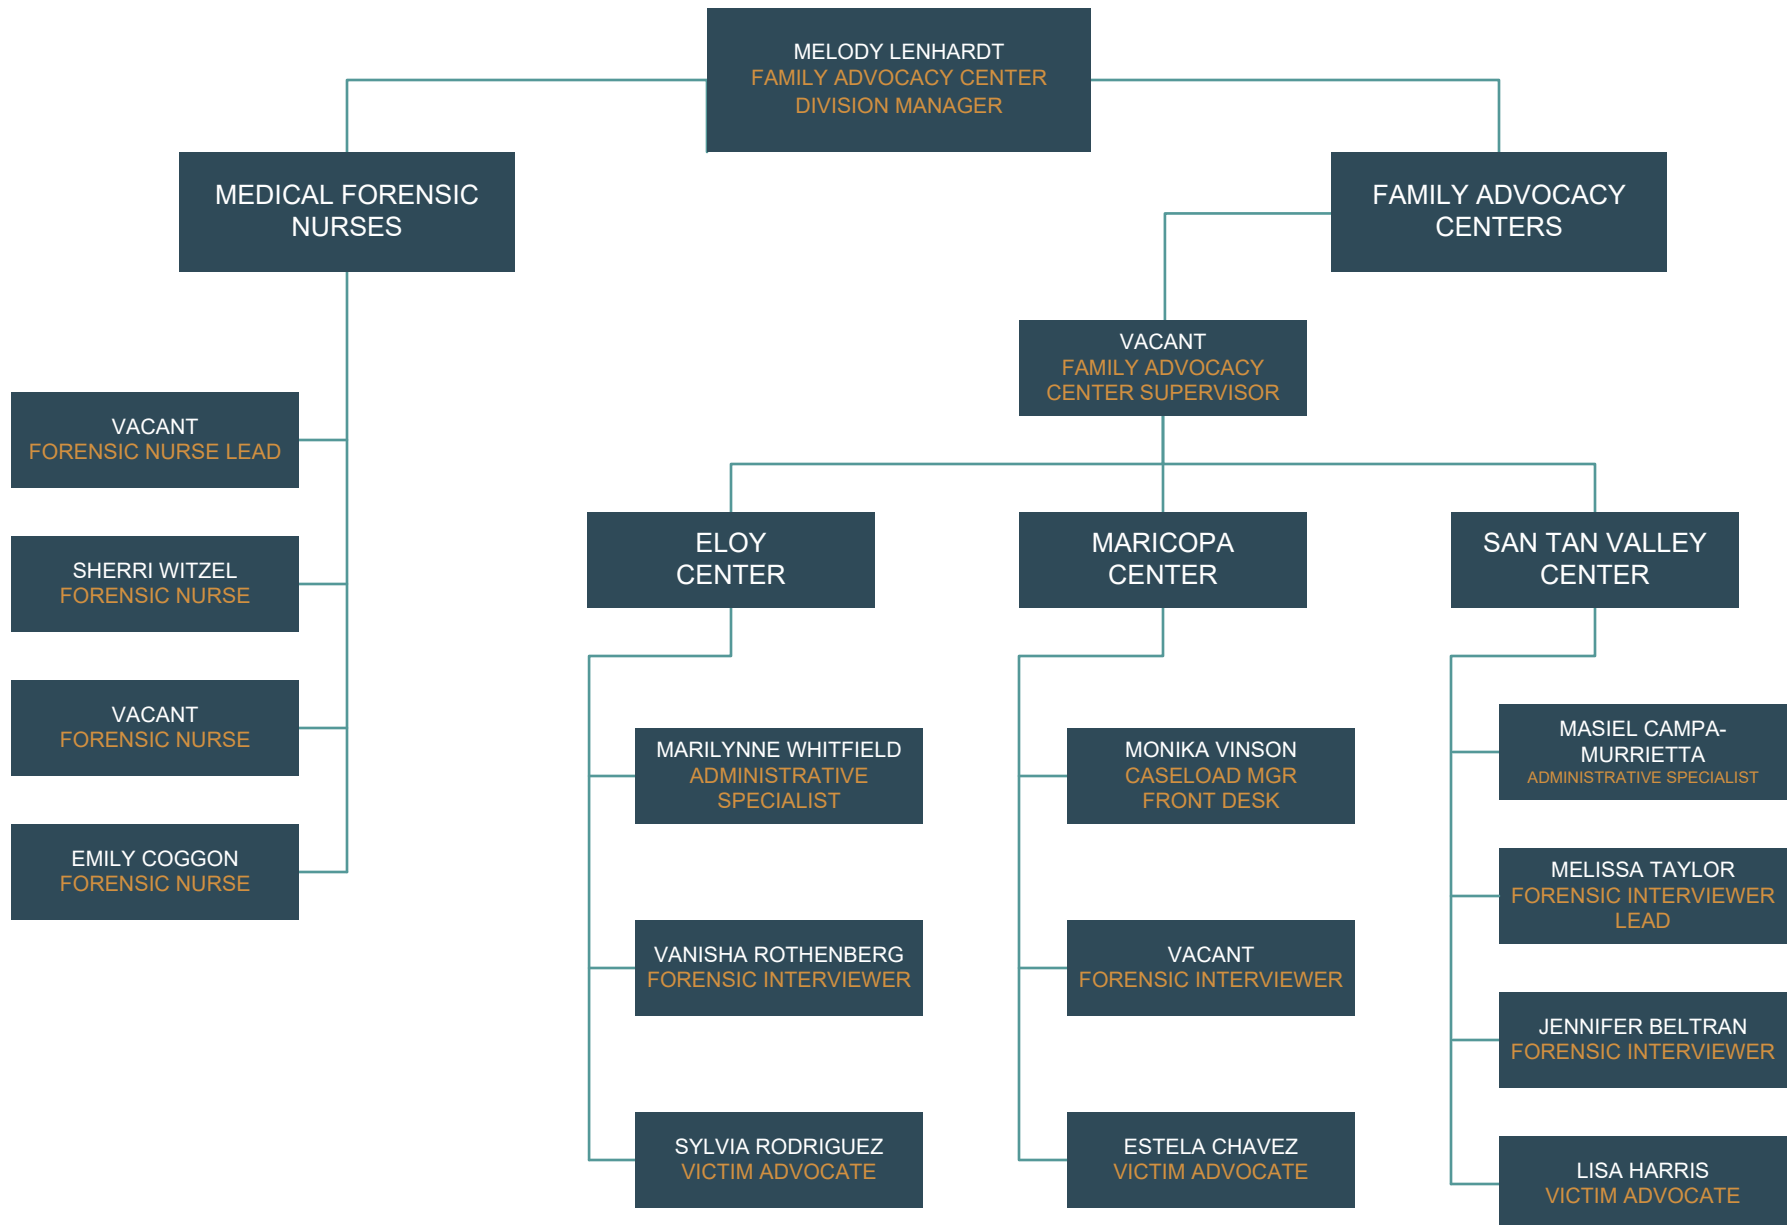 MELODY LENHARDT
FAMILY ADVOCACY CENTER
DIVISION MANAGER
MEDICAL FORENSIC
NURSES
FAMILY ADVOCACY
CENTERS
VACANT
FAMILY ADVOCACY
CENTER SUPERVISOR
VACANT
FORENSIC NURSE LEAD
SHERRI WITZEL
FORENSIC NURSE
VACANT
FORENSIC NURSE
EMILY COGGON
FORENSIC NURSE
ELOY
CENTER
MARILYNNE WHITFIELD
ADMINISTRATIVE
SPECIALIST
VANISHA ROTHENBERG
FORENSIC INTERVIEWER
SYLVIA RODRIGUEZ
VICTIM ADVOCATE
MARICOPA
CENTER
MONIKA VINSON
CASELOAD MGR
FRONT DESK
VACANT
FORENSIC INTERVIEWER
ESTELA CHAVEZ
VICTIM ADVOCATE
SAN TAN VALLEY
CENTER
MASIEL CAMPA-
MURRIETTA
ADMINISTRATIVE SPECIALIST
MELISSA TAYLOR
FORENSIC INTERVIEWER
LEAD
JENNIFER BELTRAN
FORENSIC INTERVIEWER
LISA HARRIS
VICTIM ADVOCATE